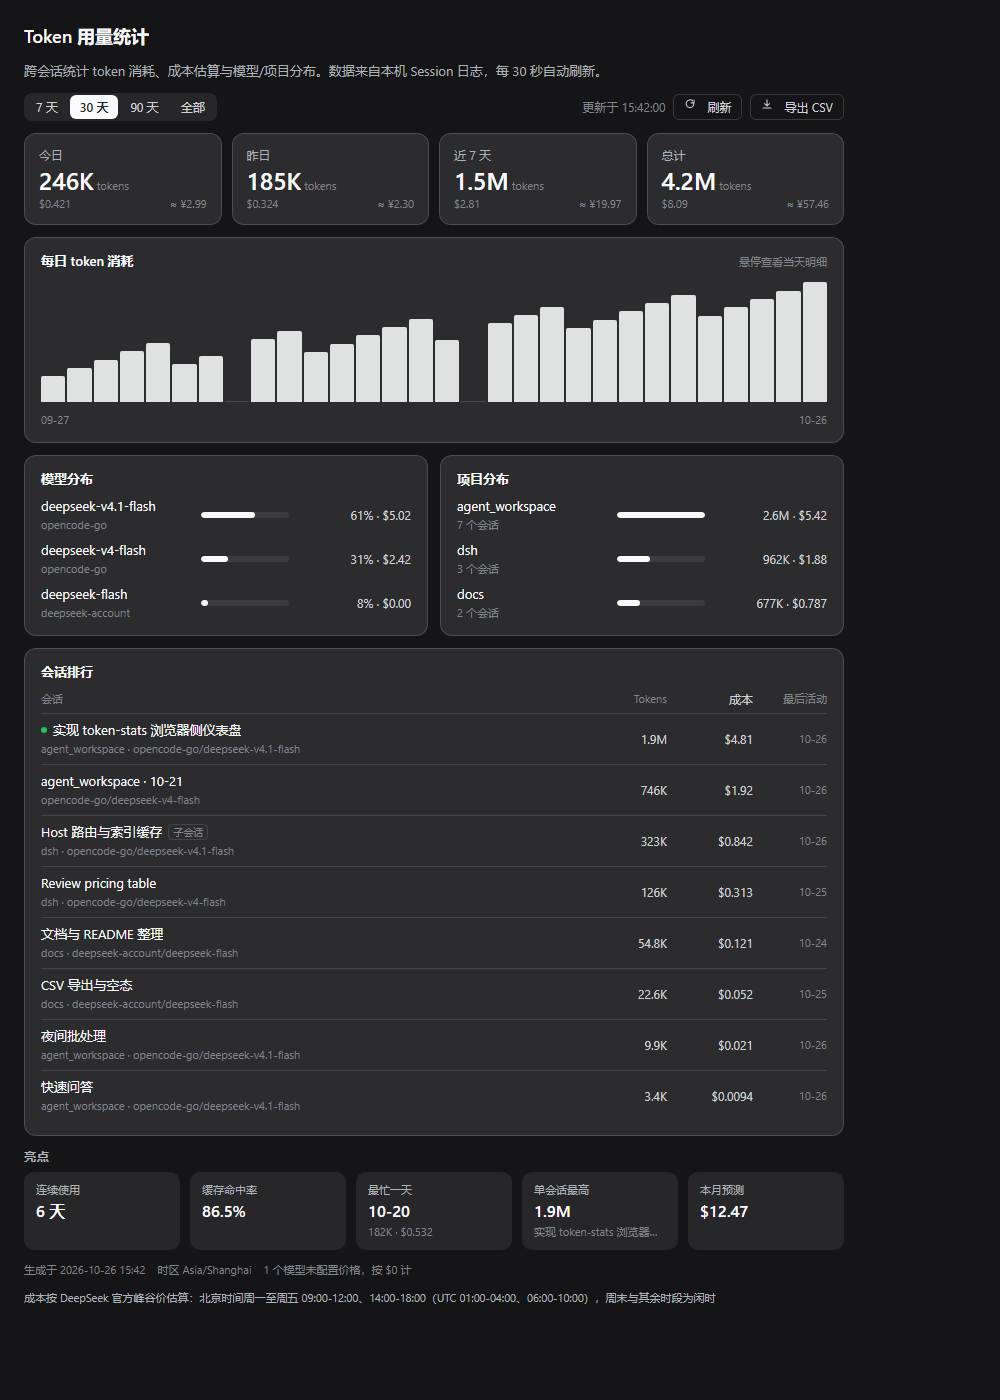 Token 用量统计
跨会话统计 token 消耗、成本估算与模型/项目分布。数据来自本机 Session 日志，每 30 秒自动刷新。
7 天 30 天 90 天 全部 更新于 15:42:00 刷新 导出 CSV
今日 昨日 近 7 天 总计
246K tokens 185K tokens 1.5M tokens 4.2M tokens
$0.421 ≈ ¥2.99 $0.324 ≈ ¥2.30 $2.81 ≈ ¥19.97 $8.09 ≈ ¥57.46
每日 token 消耗 悬停查看当天明细
09-27 10-26
模型分布
deepseek-v4.1-flash
opencode-go
61% · $5.02
deepseek-v4-flash
opencode-go
31% · $2.42
deepseek-flash
deepseek-account
8% · $0.00
项目分布
agent_workspace
7 个会话
2.6M · $5.42
dsh
3 个会话
962K · $1.88
docs
2 个会话
677K · $0.787
会话排行
会话 Tokens 成本 最后活动
实现 token-stats 浏览器侧仪表盘
agent_workspace · opencode-go/deepseek-v4.1-flash
1.9M $4.81 10-26
agent_workspace · 10-21
opencode-go/deepseek-v4-flash
746K $1.92 10-26
Host 路由与索引缓存 子会话
dsh · opencode-go/deepseek-v4.1-flash
323K $0.842 10-26
Review pricing table
dsh · opencode-go/deepseek-v4-flash
126K $0.313 10-25
文档与 README 整理
docs · deepseek-account/deepseek-flash
54.8K $0.121 10-24
CSV 导出与空态
docs · deepseek-account/deepseek-flash
22.6K $0.052 10-25
夜间批处理
agent_workspace · opencode-go/deepseek-v4.1-flash
9.9K $0.021 10-26
快速问答
agent_workspace · opencode-go/deepseek-v4.1-flash
3.4K $0.0094 10-26
亮点
连续使用
6 天
缓存命中率
86.5%
最忙一天
10-20
182K · $0.532
单会话最高
1.9M
实现 token-stats 浏览器...
本月预测
$12.47
生成于 2026-10-26 15:42 时区 Asia/Shanghai 1 个模型未配置价格，按 $0 计
成本按 DeepSeek 官方峰谷价估算：北京时间周一至周五 09:00-12:00、14:00-18:00（UTC 01:00-04:00、06:00-10:00），周末与其余时段为闲时